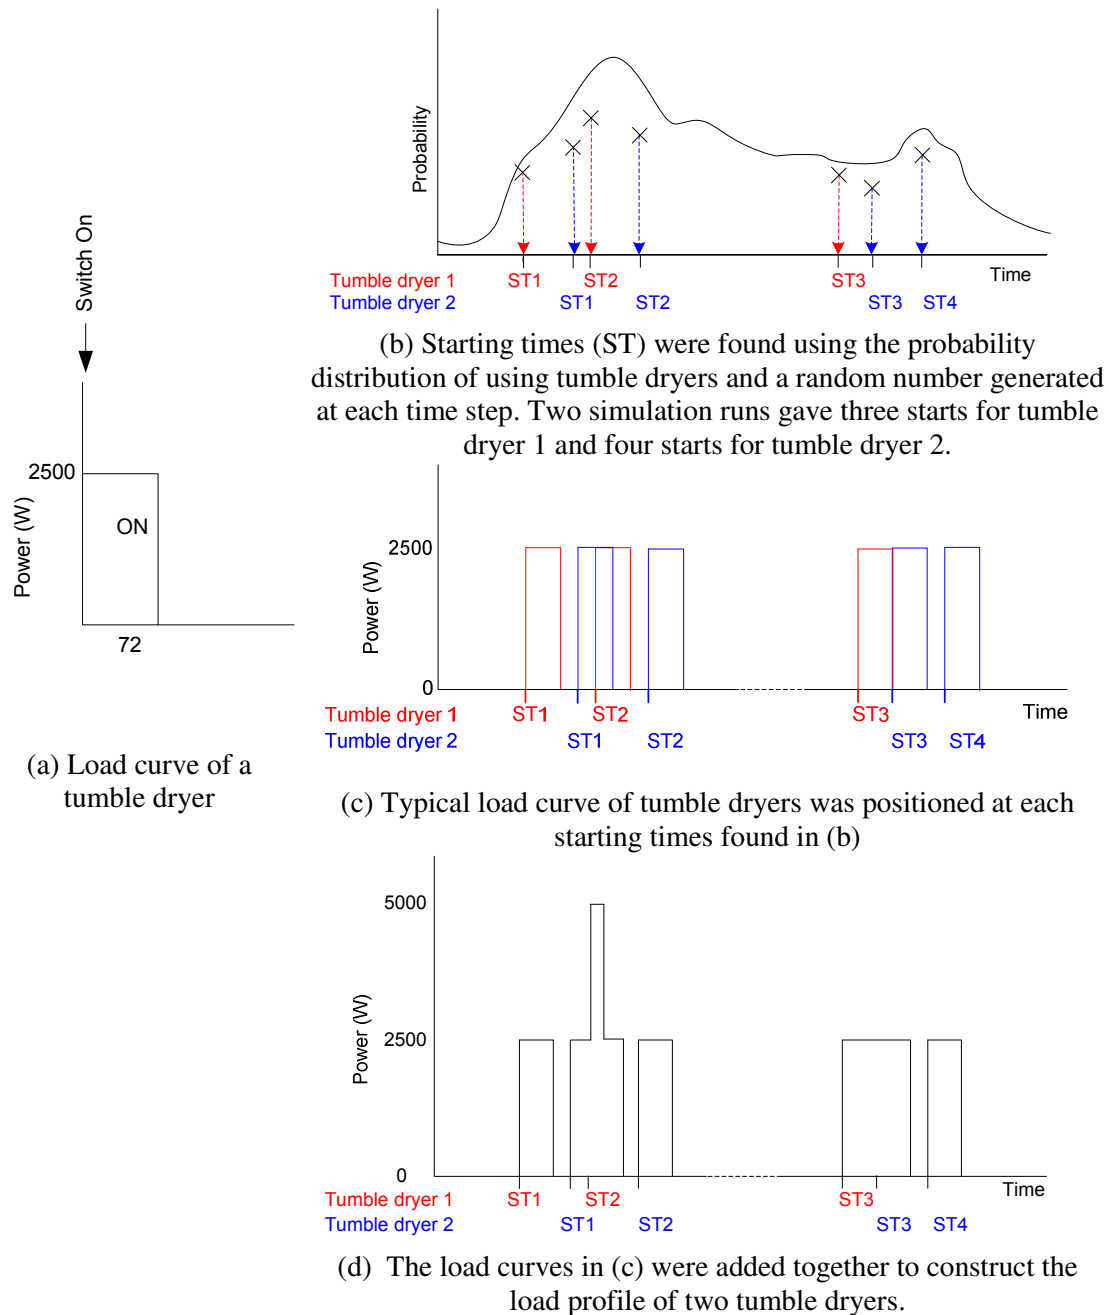 Switch On
2500
Power (W)
ON
72
(a) Load curve of a
tumble dryer
Probability
Time
Tumble dryer 1 ST1 ST2 ST3
Tumble dryer 2 ST1 ST2 ST3 ST4
(b) Starting times (ST) were found using the probability
distribution of using tumble dryers and a random number generated
at each time step. Two simulation runs gave three starts for tumble
dryer 1 and four starts for tumble dryer 2.
2500
Power (W)
0
Tumble dryer 1 ST1 ST2 ST3 Time
Tumble dryer 2 ST1 ST2 ST3 ST4
(c) Typical load curve of tumble dryers was positioned at each
starting times found in (b)
5000
Power (W)
2500
0
Time
Tumble dryer 1 ST1 ST2 ST3
Tumble dryer 2 ST1 ST2 ST3 ST4
(d) The load curves in (c) were added together to construct the
load profile of two tumble dryers.